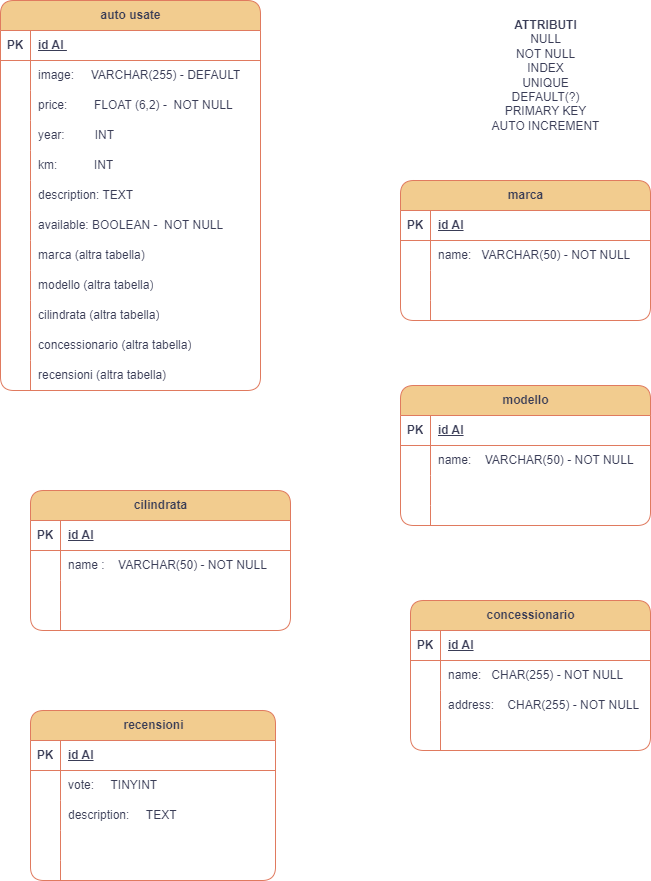 auto usate
PK id AI
image: VARCHAR(255) - DEFAULT
price: FLOAT (6,2) - NOT NULL
year: INT
km: INT
description: TEXT
available: BOOLEAN - NOT NULL
marca (altra tabella)
modello (altra tabella)
cilindrata (altra tabella)
concessionario (altra tabella)
recensioni (altra tabella)
ATTRIBUTI
NULL
NOT NULL
INDEX
UNIQUE
DEFAULT(?)
PRIMARY KEY
AUTO INCREMENT
marca
PK id AI
name: VARCHAR(50) - NOT NULL
modello
PK id AI
name: VARCHAR(50) - NOT NULL
cilindrata
PK id AI
name : VARCHAR(50) - NOT NULL
concessionario
PK id AI
name: CHAR(255) - NOT NULL
address: CHAR(255) - NOT NULL
recensioni
PK id AI
vote: TINYINT
description: TEXT